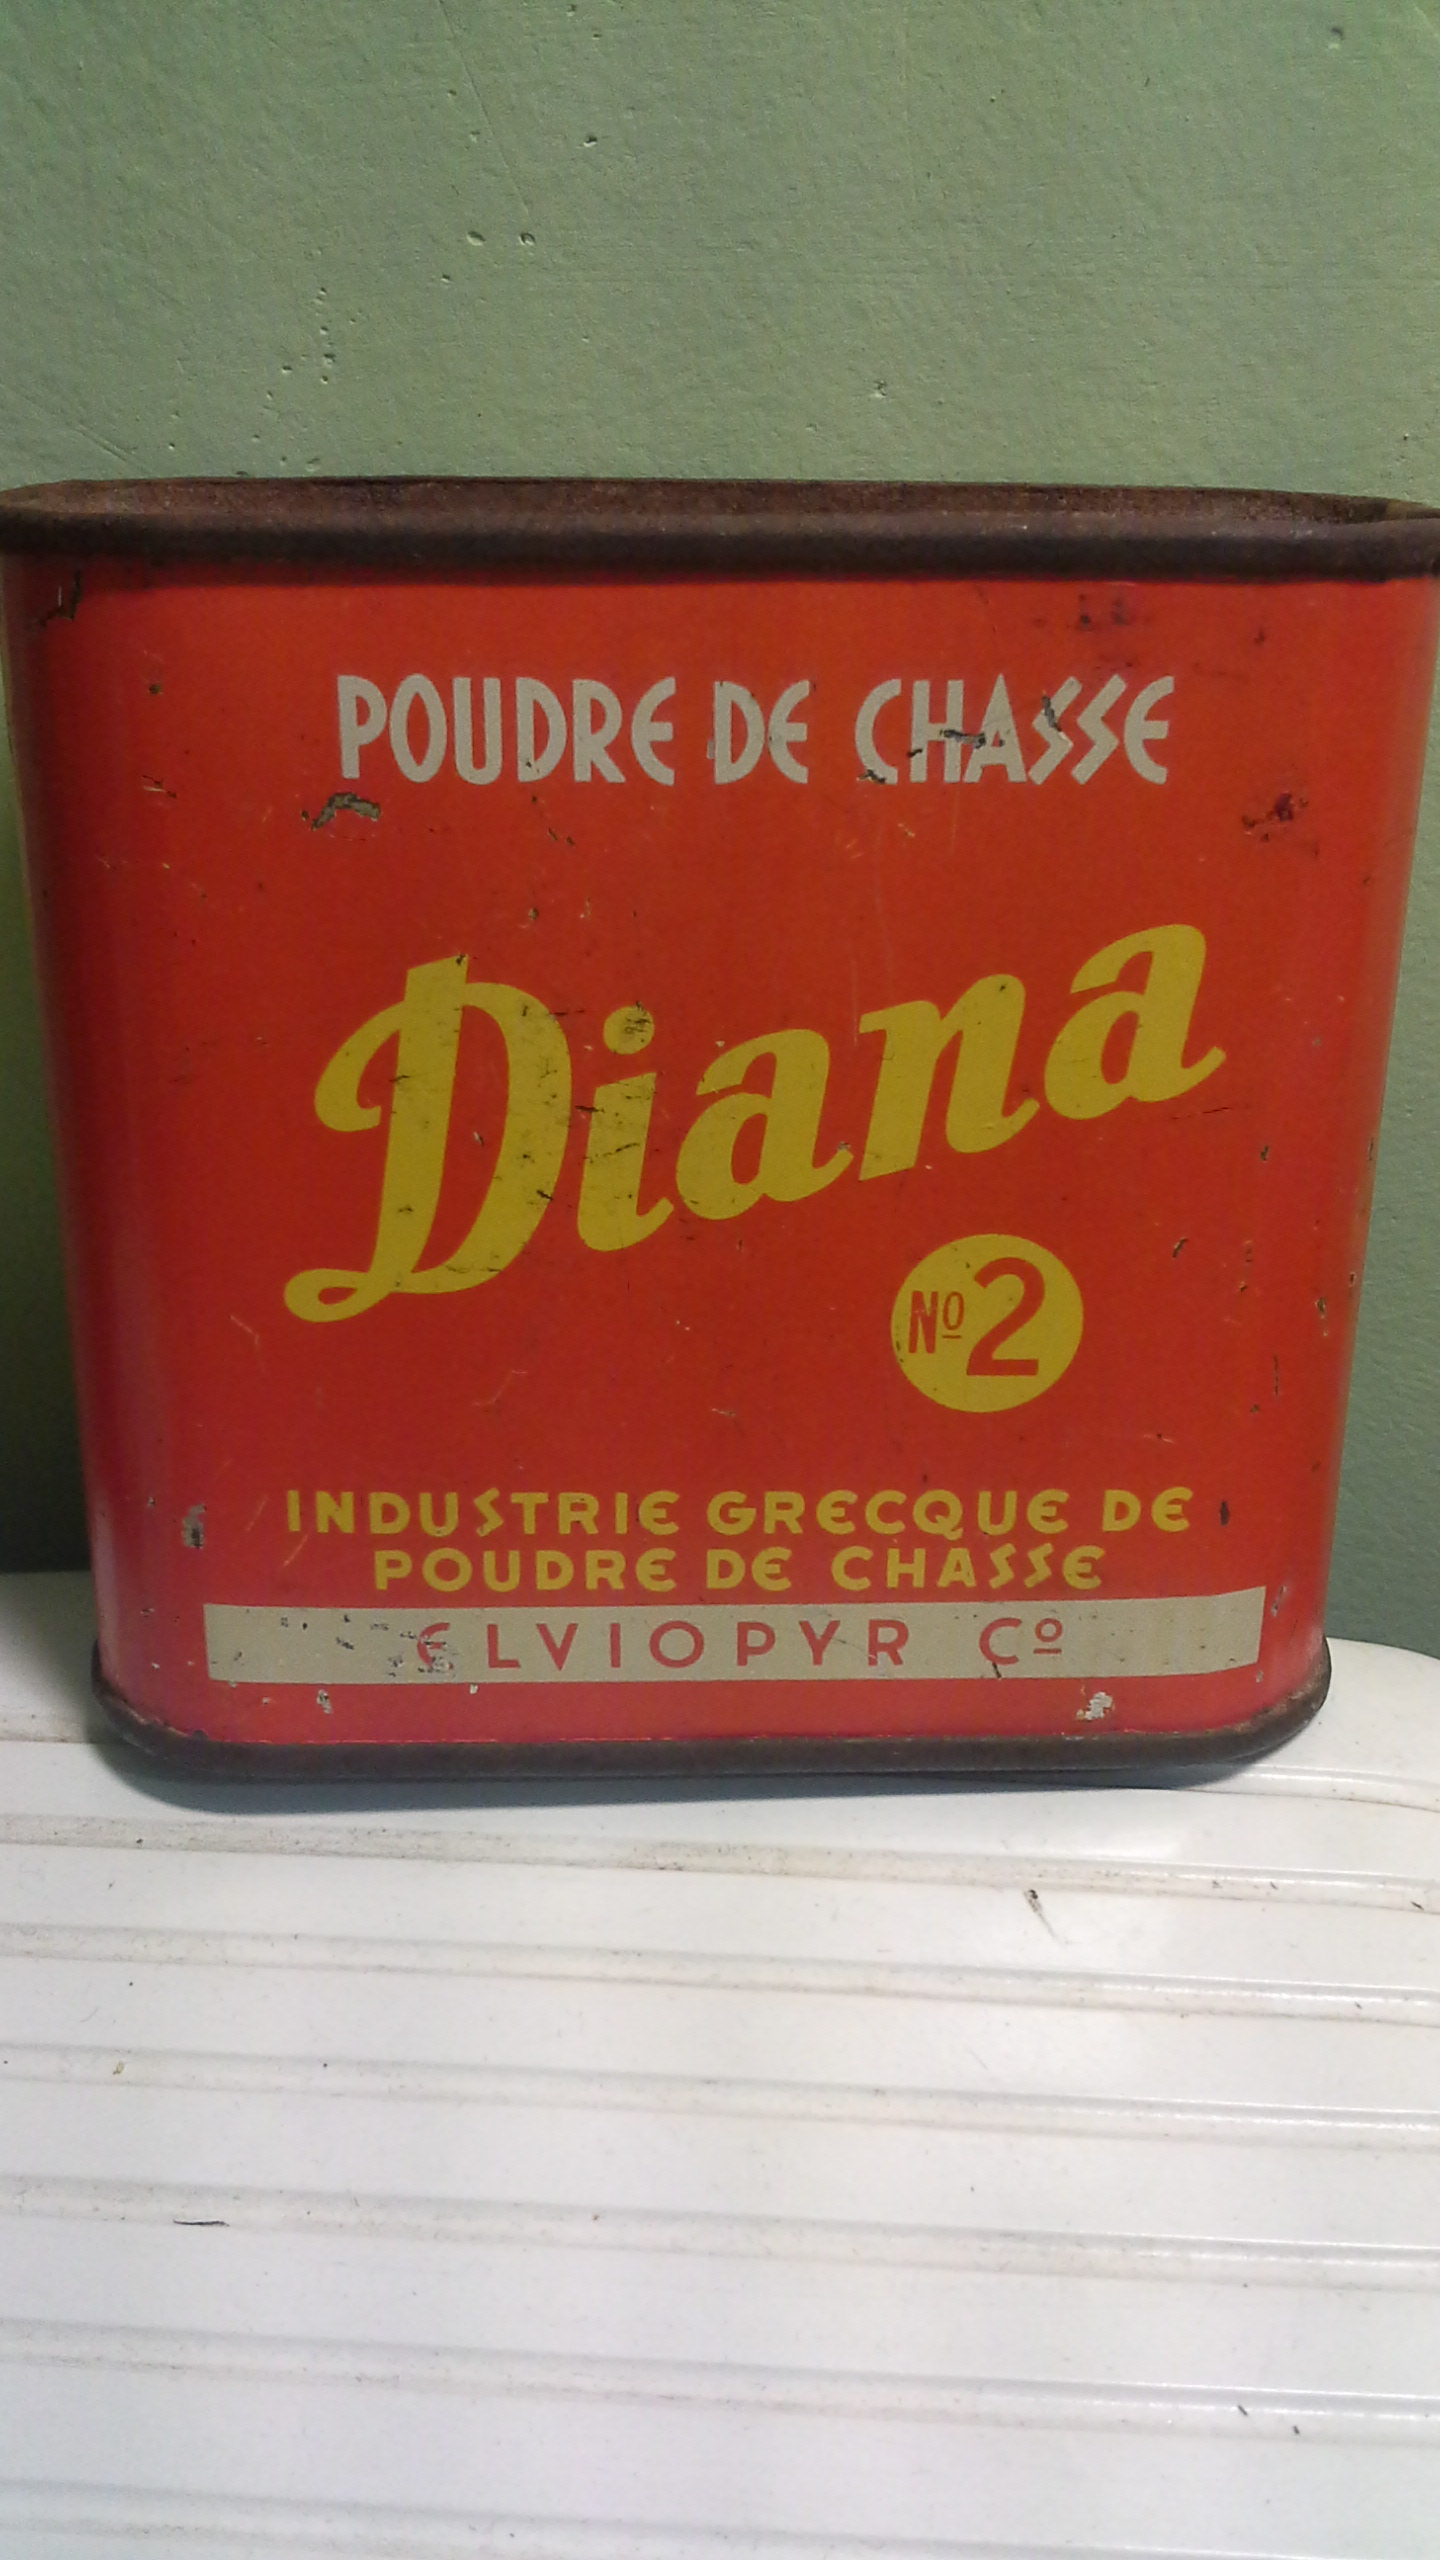 POUDRE DE CHASSE
Diana
Nº 2
INDUSTRIE GRECQUE DE
POUDRE DE CHASSE
ELVIOPYR Cº